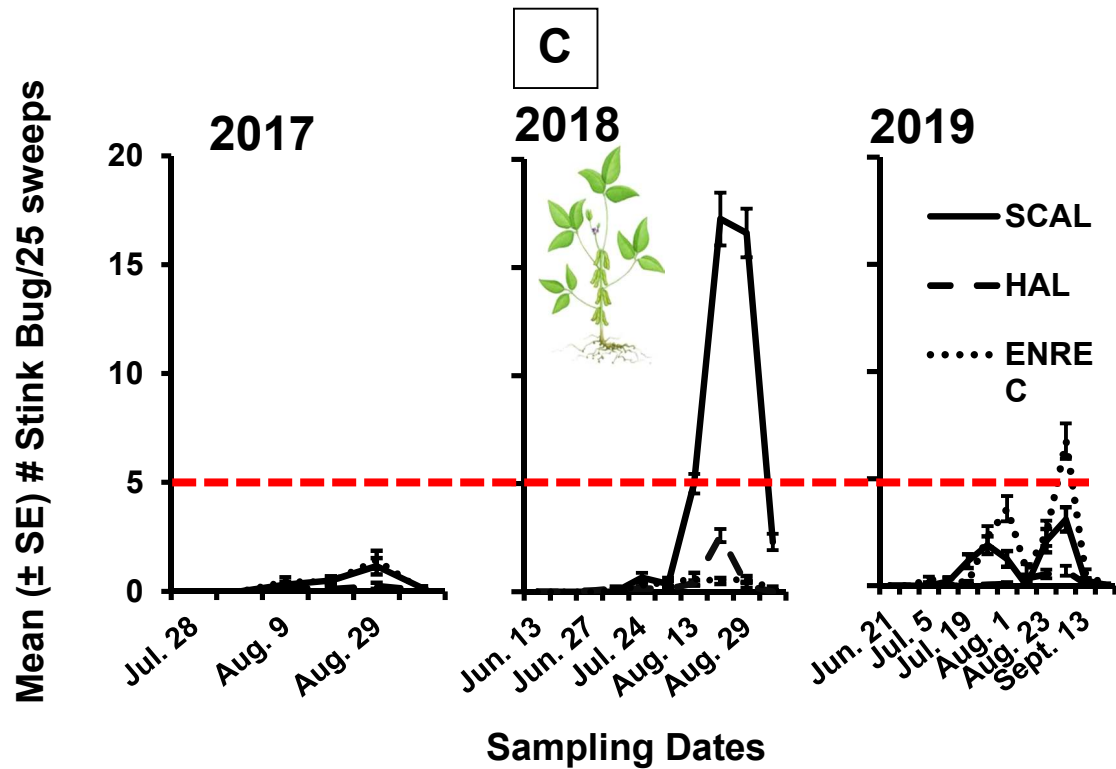 C
2017
2018
2019
Mean (± SE) # Stink Bug/25 sweeps
20
15
10
5
0
SCAL
HAL
ENRE
C
Jul. 28
Aug. 9
Aug. 29
Jun. 13
Jun. 27
Jul. 24
Aug. 13
Aug. 29
Jun. 21
Jul. 5
Jul. 19
Aug. 1
Aug. 23
Sept. 13
Sampling Dates